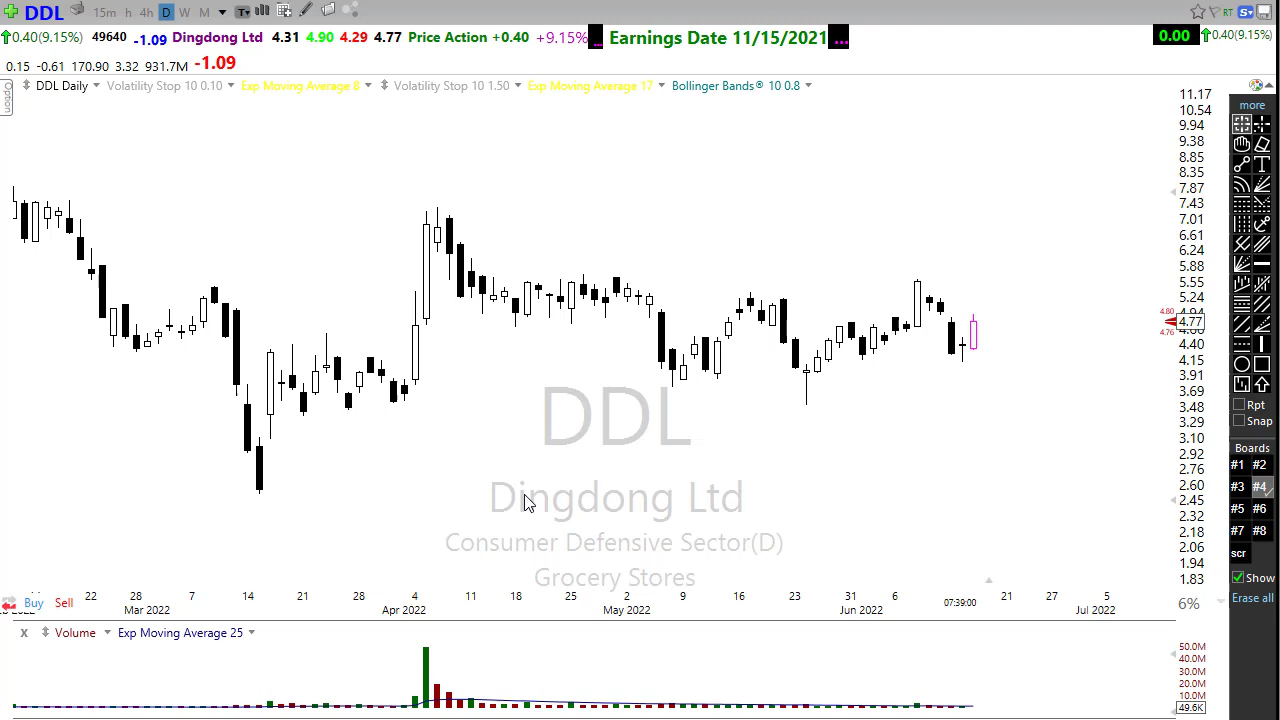 DDL 15m h 4h D W M T RT S
0.40(9.15%) 49640 -1.09 Dingdong Ltd 4.31 4.90 4.29 4.77 Price Action +0.40 +9.15% ... Earnings Date 11/15/2021 ... 0.00 0.40(9.15%)
0.15 -0.61 170.90 3.32 931.7M -1.09
Option
DDL Daily Volatility Stop 10 0.10 Exp Moving Average 8 Volatility Stop 10 1.50 Exp Moving Average 17 Bollinger Bands® 10 0.8
11.17
10.54
9.94
9.38
8.85
8.35
7.87
7.43
7.01
6.61
6.24
5.88
5.55
5.24
4.80
4.77
4.76
4.40
4.15
3.91
3.69
3.48
3.29
3.10
2.92
2.76
2.60
2.45
2.32
2.18
2.06
1.94
1.83
DDL
Dingdong Ltd
Consumer Defensive Sector(D)
Grocery Stores
22 28 7 14 21 28 4 11 18 25 2 9 16 23 31 6 07:39:00 21 27 5
Mar 2022 Apr 2022 May 2022 Jun 2022 Jul 2022
Buy Sell
6%
x Volume Exp Moving Average 25
50.0M
40.0M
30.0M
20.0M
10.0M
49.6K
more
Rpt
Snap
Boards
#1 #2
#3 #4
#5 #6
#7 #8
scr
Show
Erase all